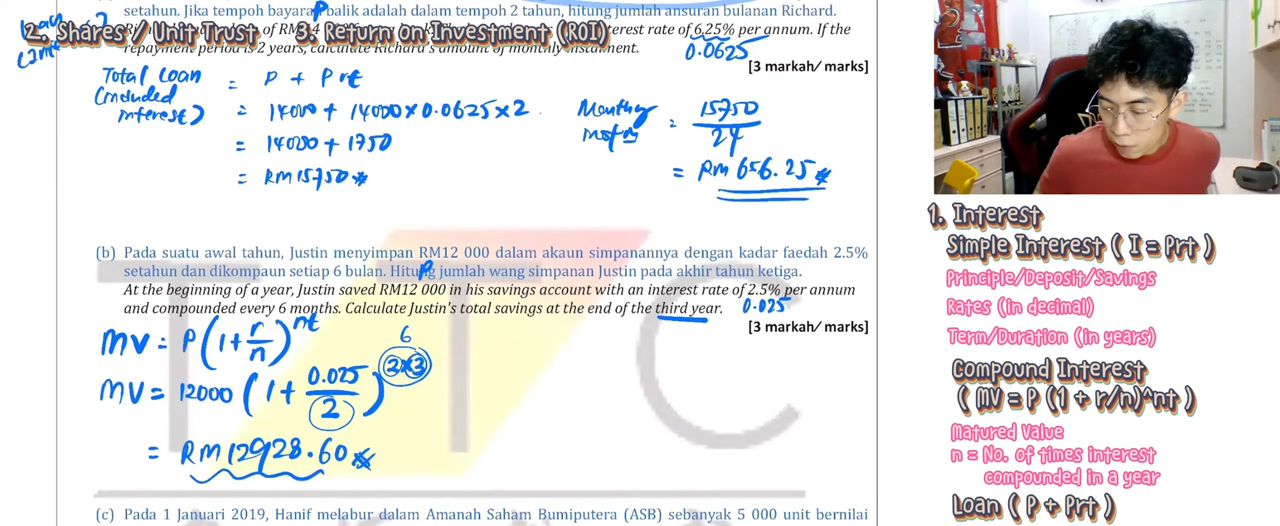 setahun. Jika tempoh bayaran balik adalah dalam tempoh 2 tahun, hitung jumlah ansuran bulanan Richard.
P
2. Shares / Unit Trust 3. Return on Investment (ROI)
of RM14 interest rate of 6.25% per annum. If the
repayment period is 2 years, calculate Richard's amount of monthly instalment.
0.0625
[3 markah/ marks]
Total Loan = P + Prt
(included interest) = 14000 + 14000 × 0.0625 × 2
= 14000 + 1750
= RM15750
Monthly = 15750 / 24
= RM 656.25
(b) Pada suatu awal tahun, Justin menyimpan RM12 000 dalam akaun simpanannya dengan kadar faedah 2.5%
setahun dan dikompaun setiap 6 bulan. Hitung jumlah wang simpanan Justin pada akhir tahun ketiga.
P
At the beginning of a year, Justin saved RM12 000 in his savings account with an interest rate of 2.5% per annum
and compounded every 6 months. Calculate Justin's total savings at the end of the third year.
0.025
[3 markah/ marks]
MV = P(1 + r/n)^nt
6
MV = 12000 (1 + 0.025/2)^2×3
= RM 12928.60
(c) Pada 1 Januari 2019, Hanif melabur dalam Amanah Saham Bumiputera (ASB) sebanyak 5 000 unit bernilai
T T C
1. Interest
Simple Interest ( I = Prt )
Principle/Deposit/Savings
Rates (in decimal)
Term/Duration (in years)
Compound Interest
( MV = P (1 + r/n)^nt )
Matured Value
n = No. of times interest
compounded in a year
Loan ( P + Prt )